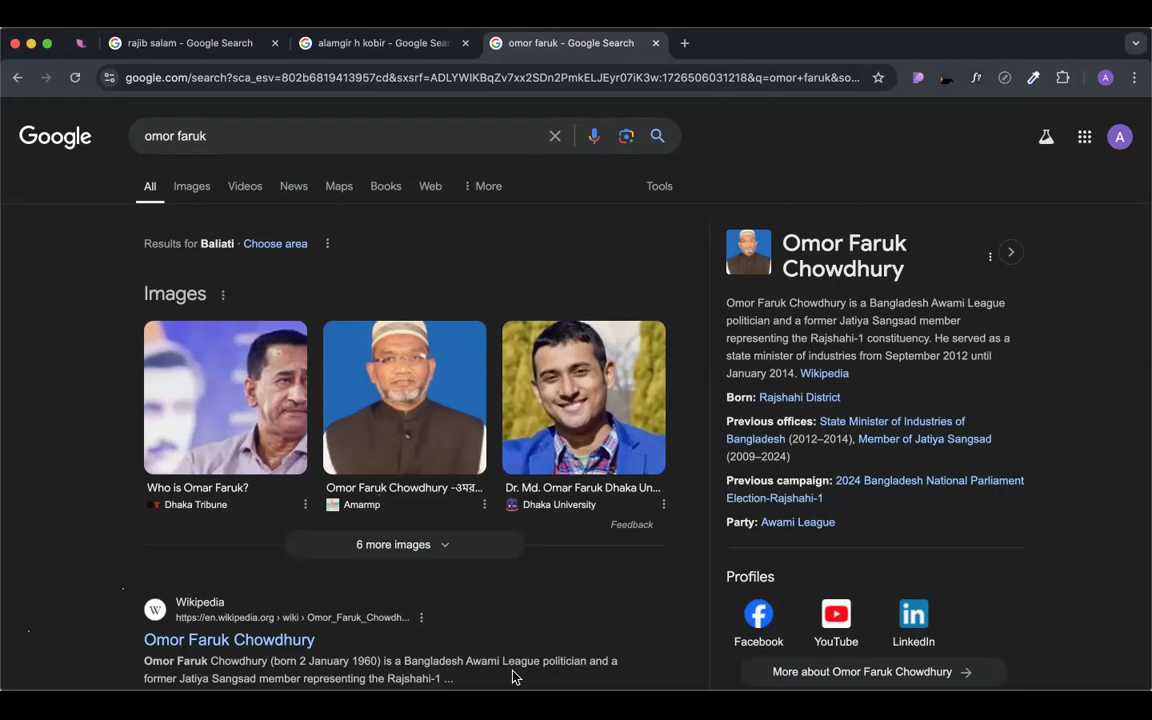 rajib salam - Google Search
alamgir h kobir - Google Sear
omor faruk - Google Search
google.com/search?sca_esv=802b6819413957cd&sxsrf=ADLYWIKBqZv7xx2SDn2PmkELJEyr07iK3w:1726506031218&q=omor+faruk&so...
f?
A
Google
omor faruk
A
All
Images
Videos
News
Maps
Books
Web
More
Tools
Results for Baliati · Choose area
Images
Who is Omar Faruk?
Dhaka Tribune
Omor Faruk Chowdhury -ওমর...
Amarmp
Dr. Md. Omar Faruk Dhaka Un...
Dhaka University
Feedback
6 more images
W
Wikipedia
https://en.wikipedia.org › wiki › Omor_Faruk_Chowdh...
Omor Faruk Chowdhury
Omor Faruk Chowdhury (born 2 January 1960) is a Bangladesh Awami League politician and a
former Jatiya Sangsad member representing the Rajshahi-1 ...
Omor Faruk
Chowdhury
Omor Faruk Chowdhury is a Bangladesh Awami League
politician and a former Jatiya Sangsad member
representing the Rajshahi-1 constituency. He served as a
state minister of industries from September 2012 until
January 2014. Wikipedia
Born: Rajshahi District
Previous offices: State Minister of Industries of
Bangladesh (2012–2014), Member of Jatiya Sangsad
(2009–2024)
Previous campaign: 2024 Bangladesh National Parliament
Election-Rajshahi-1
Party: Awami League
Profiles
Facebook
YouTube
LinkedIn
More about Omor Faruk Chowdhury